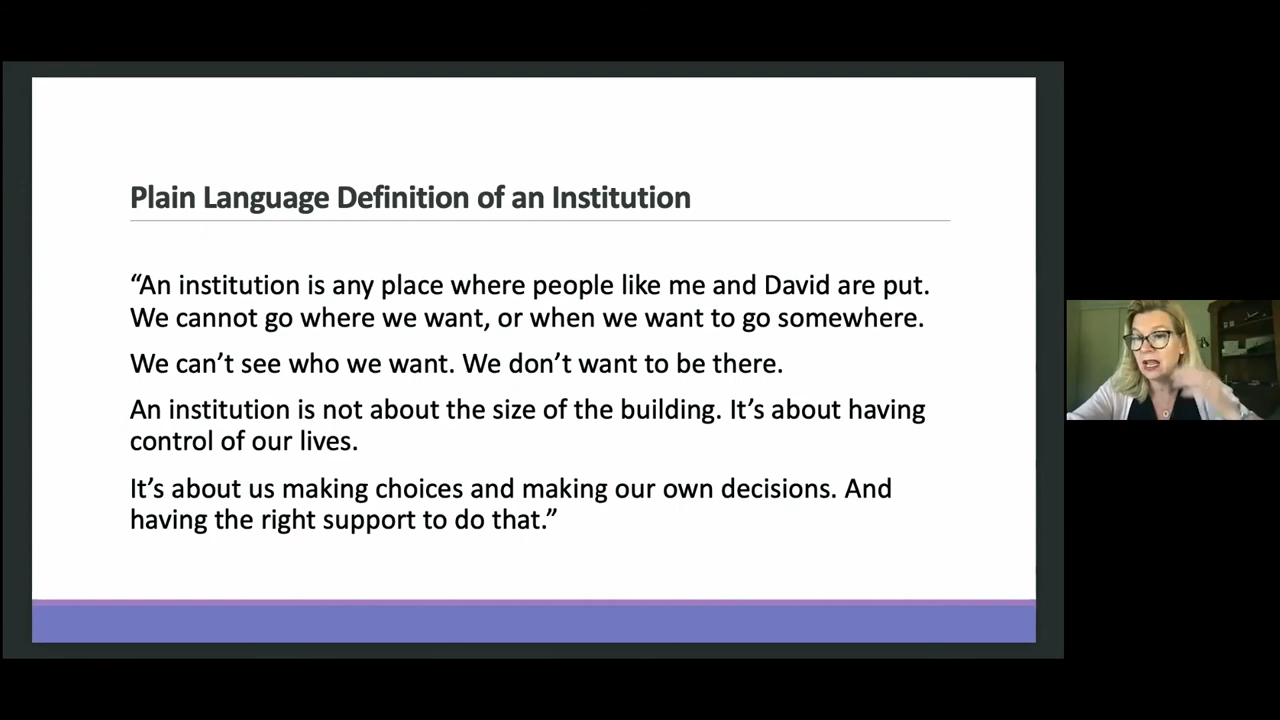 Plain Language Definition of an Institution
“An institution is any place where people like me and David are put.
We cannot go where we want, or when we want to go somewhere.
We can’t see who we want. We don’t want to be there.
An institution is not about the size of the building. It’s about having
control of our lives.
It’s about us making choices and making our own decisions. And
having the right support to do that.”